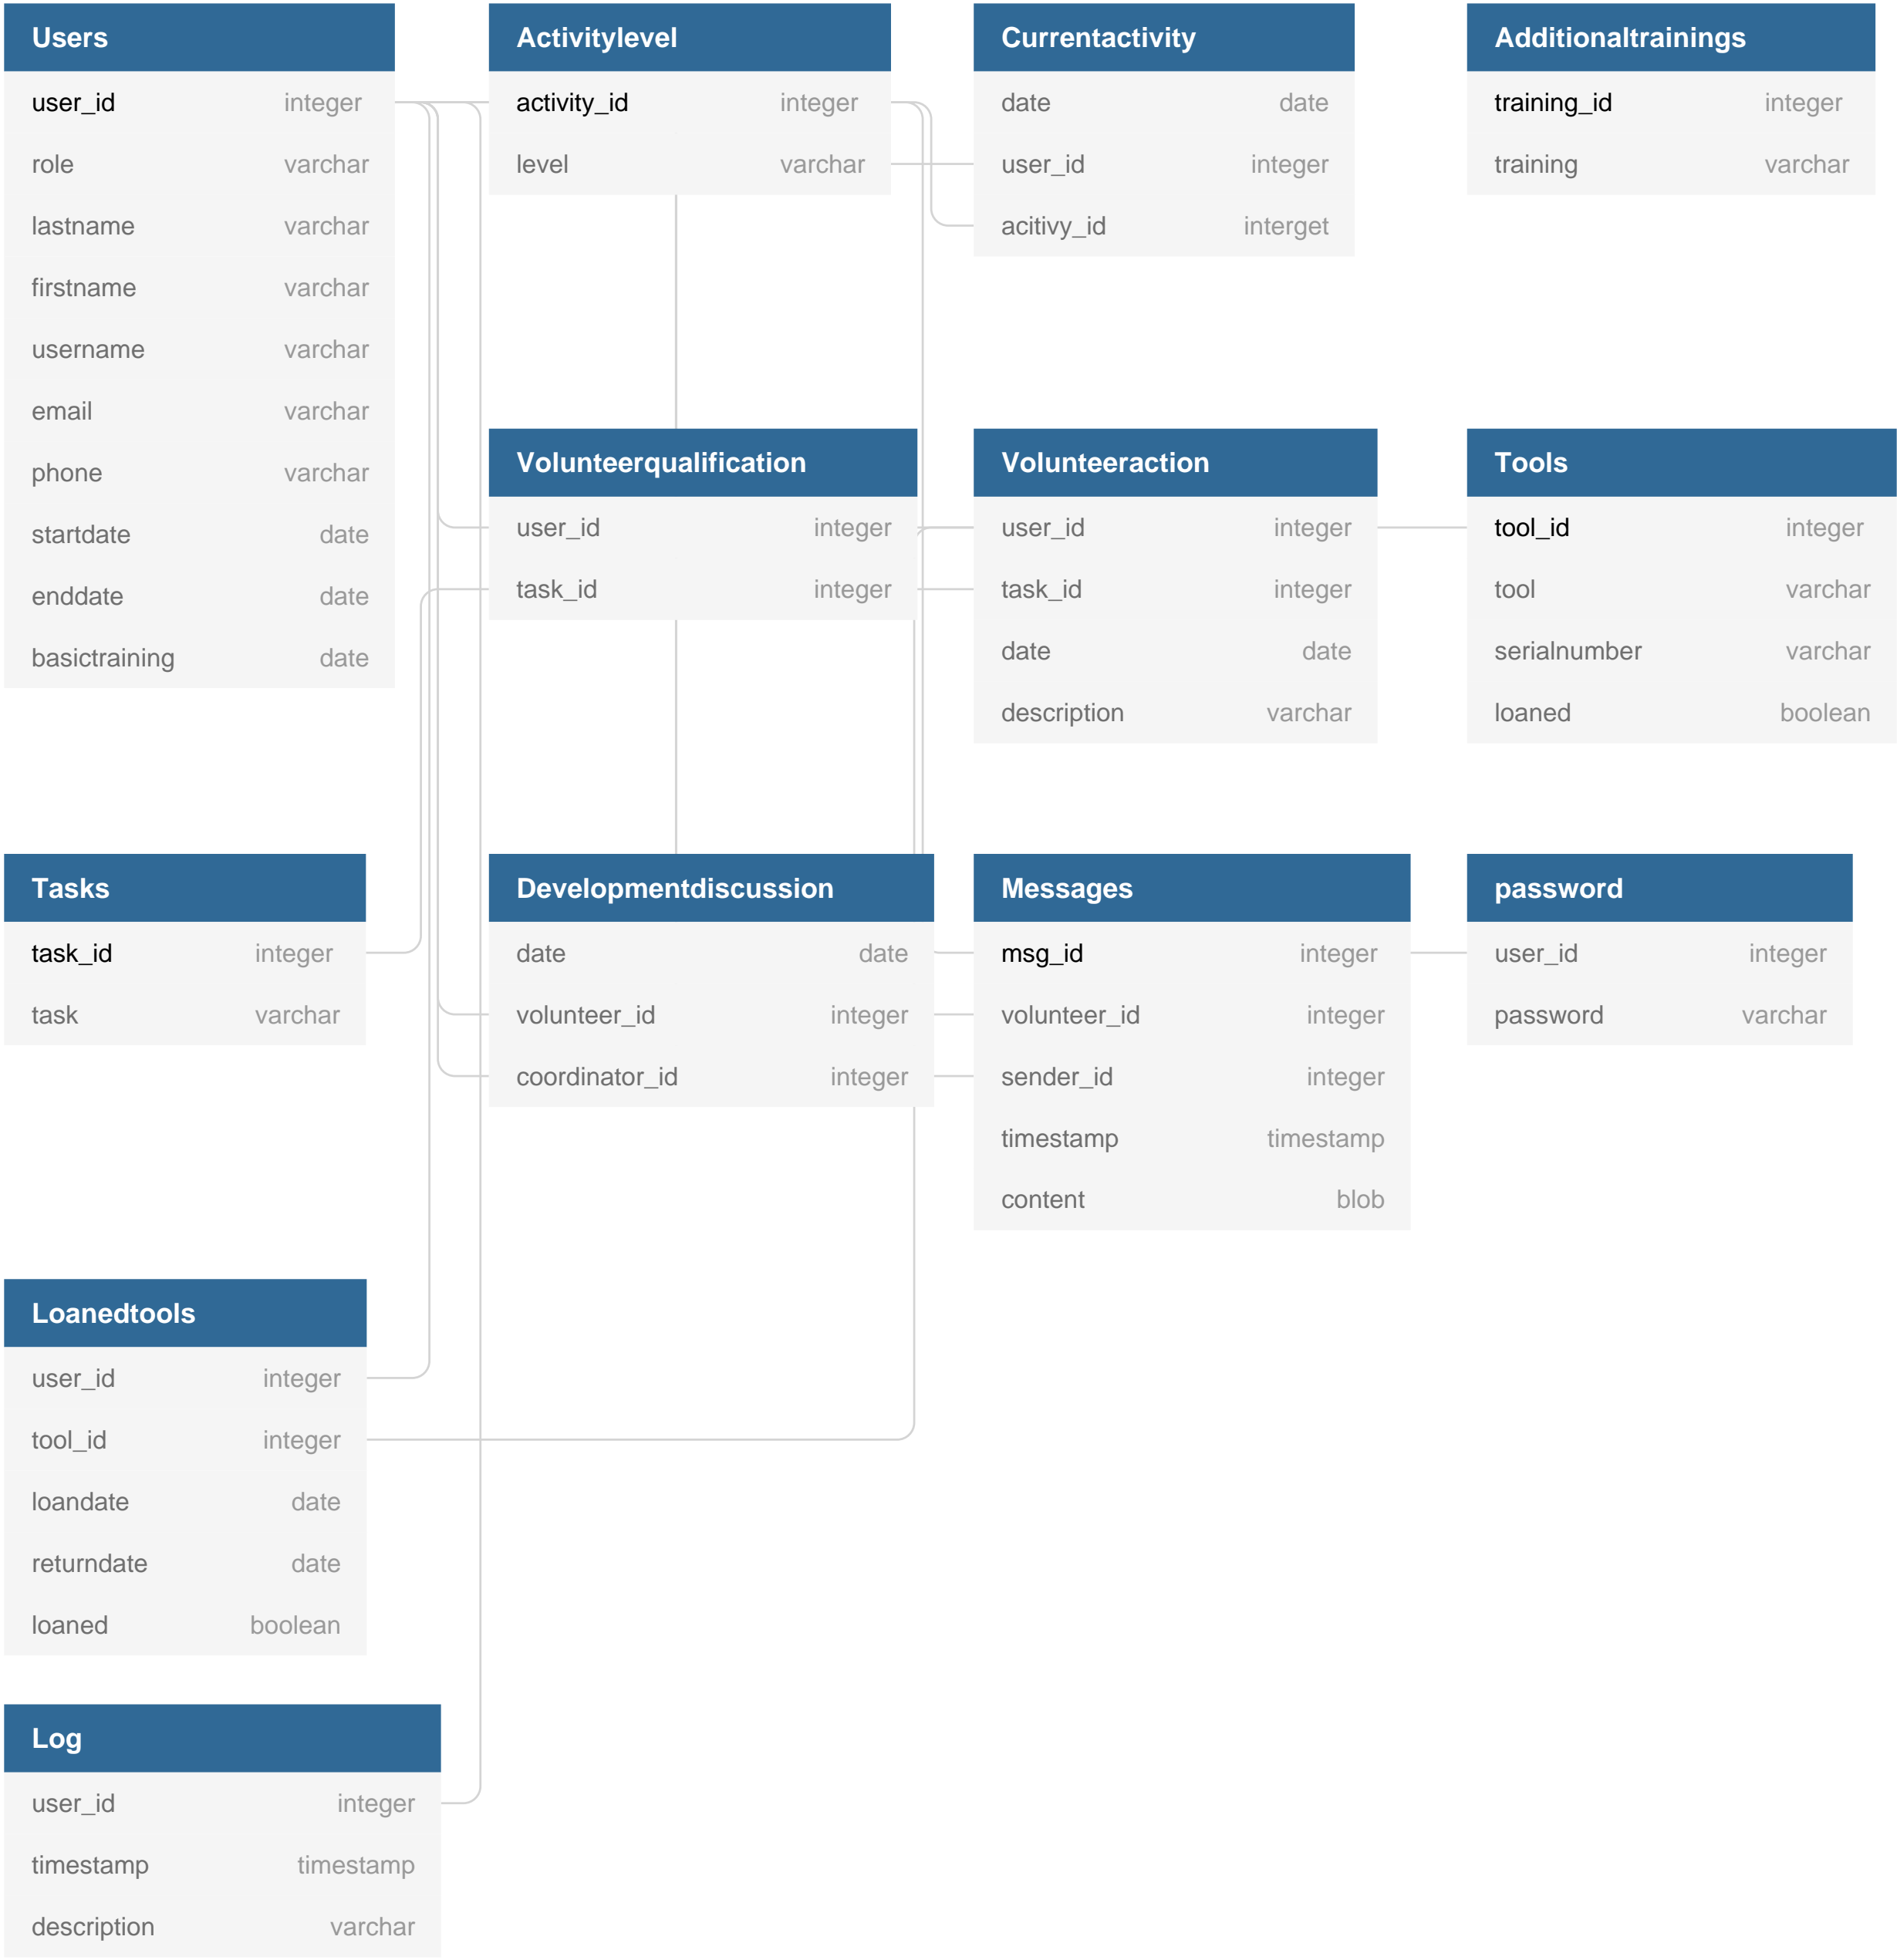 Users
user_id integer
role varchar
lastname varchar
firstname varchar
username varchar
email varchar
phone varchar
startdate date
enddate date
basictraining date
Activitylevel
activity_id integer
level varchar
Currentactivity
date date
user_id integer
acitivy_id interget
Additionaltrainings
training_id integer
training varchar
Volunteerqualification
user_id integer
task_id integer
Volunteeraction
user_id integer
task_id integer
date date
description varchar
Tools
tool_id integer
tool varchar
serialnumber varchar
loaned boolean
Tasks
task_id integer
task varchar
Developmentdiscussion
date date
volunteer_id integer
coordinator_id integer
Messages
msg_id integer
volunteer_id integer
sender_id integer
timestamp timestamp
content blob
password
user_id integer
password varchar
Loanedtools
user_id integer
tool_id integer
loandate date
returndate date
loaned boolean
Log
user_id integer
timestamp timestamp
description varchar